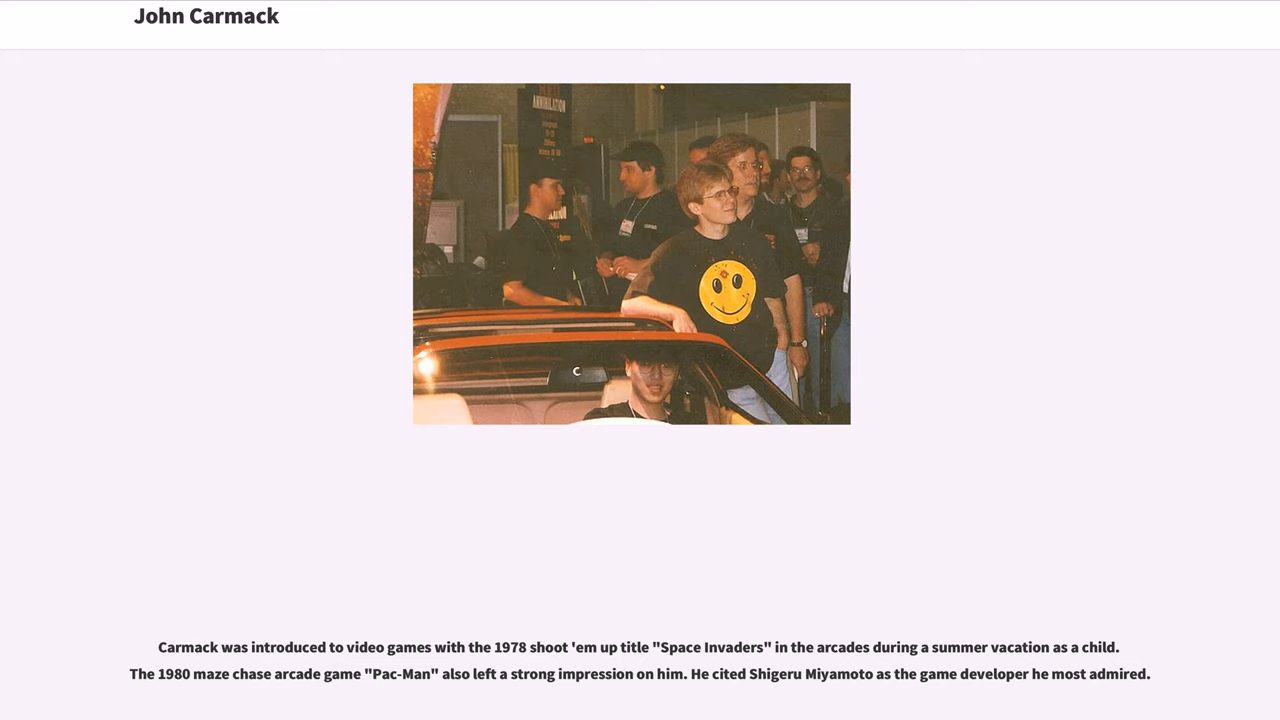 John Carmack
ANNIHILATION
Carmack was introduced to video games with the 1978 shoot 'em up title "Space Invaders" in the arcades during a summer vacation as a child.
The 1980 maze chase arcade game "Pac-Man" also left a strong impression on him. He cited Shigeru Miyamoto as the game developer he most admired.